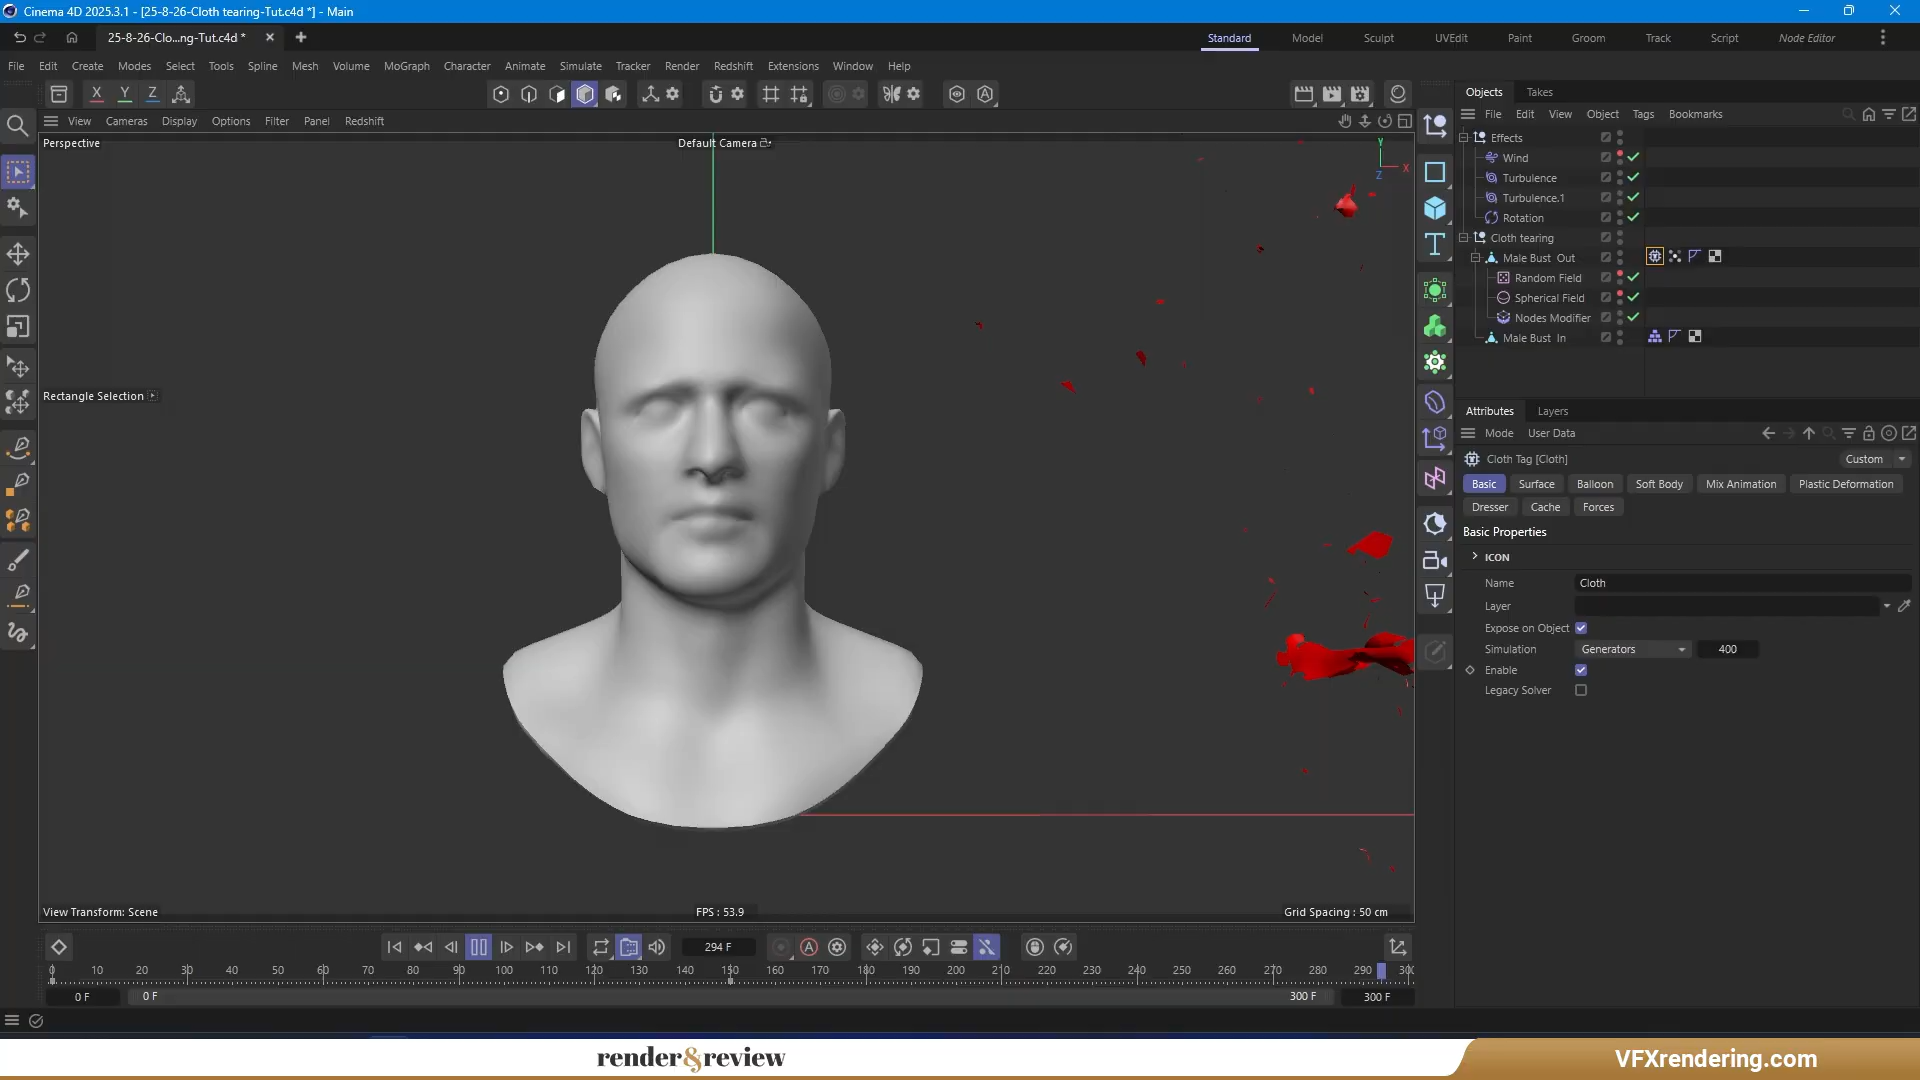 Cinema 4D 2025.3.1 - [25-8-26-Cloth tearing-Tut.c4d *] - Main
25-8-26-Clo...ng-Tut.c4d *
Standard Model Sculpt UVEdit Paint Groom Track Script Node Editor
File Edit Create Modes Select Tools Spline Mesh Volume MoGraph Character Animate Simulate Tracker Render Redshift Extensions Window Help
X Y Z
View Cameras Display Options Filter Panel Redshift
Perspective
Default Camera
Y
X
Z
Rectangle Selection
View Transform: Scene
FPS : 53.9
Grid Spacing : 50 cm
Objects Takes
File Edit View Object Tags Bookmarks
Effects
Wind
Turbulence
Turbulence.1
Rotation
Cloth tearing
Male Bust Out
Random Field
Spherical Field
Nodes Modifier
Male Bust In
Attributes Layers
Mode User Data
Cloth Tag [Cloth]
Custom
Basic Surface Balloon Soft Body Mix Animation Plastic Deformation
Dresser Cache Forces
Basic Properties
ICON
Name Cloth
Layer
Expose on Object
Simulation Generators 400
Enable
Legacy Solver
294 F
0 10 20 30 40 50 60 70 80 90 100 110 120 130 140 150 160 170 180 190 200 210 220 230 240 250 260 270 280 290 300
0 F 0 F 300 F 300 F
render&review
VFXrendering.com